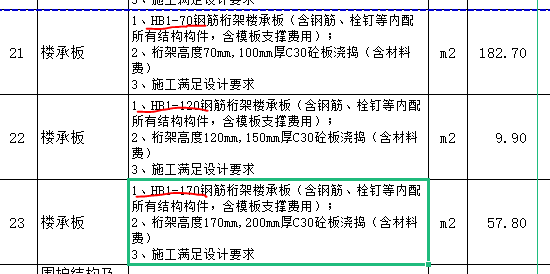 3、施工满足设计要求
21 楼承板 1、HB1-70钢筋桁架楼承板（含钢筋、栓钉等内配
所有结构构件，含模板支撑费用）；
2、桁架高度70mm,100mm厚C30砼板浇捣（含材料
费）
3、施工满足设计要求 m2 182.70
22 楼承板 1、HB1-120钢筋桁架楼承板（含钢筋、栓钉等内配
所有结构构件，含模板支撑费用）；
2、桁架高度120mm,150mm厚C30砼板浇捣（含材料
费）
3、施工满足设计要求 m2 9.90
23 楼承板 1、HB1-170钢筋桁架楼承板（含钢筋、栓钉等内配
所有结构构件，含模板支撑费用）；
2、桁架高度170mm,200mm厚C30砼板浇捣（含材料
费）
3、施工满足设计要求 m2 57.80
围护结构及